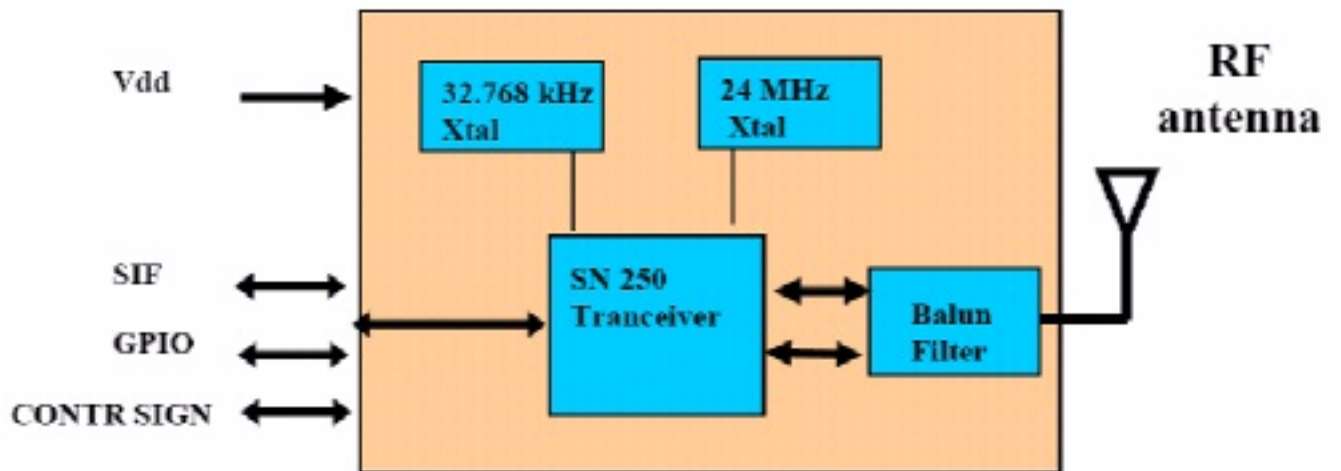 Vdd
32.768 kHz
Xtal
24 MHz
Xtal
RF
antenna
SIF
GPIO
CONTR SIGN
SN 250
Tranceiver
Balun
Filter